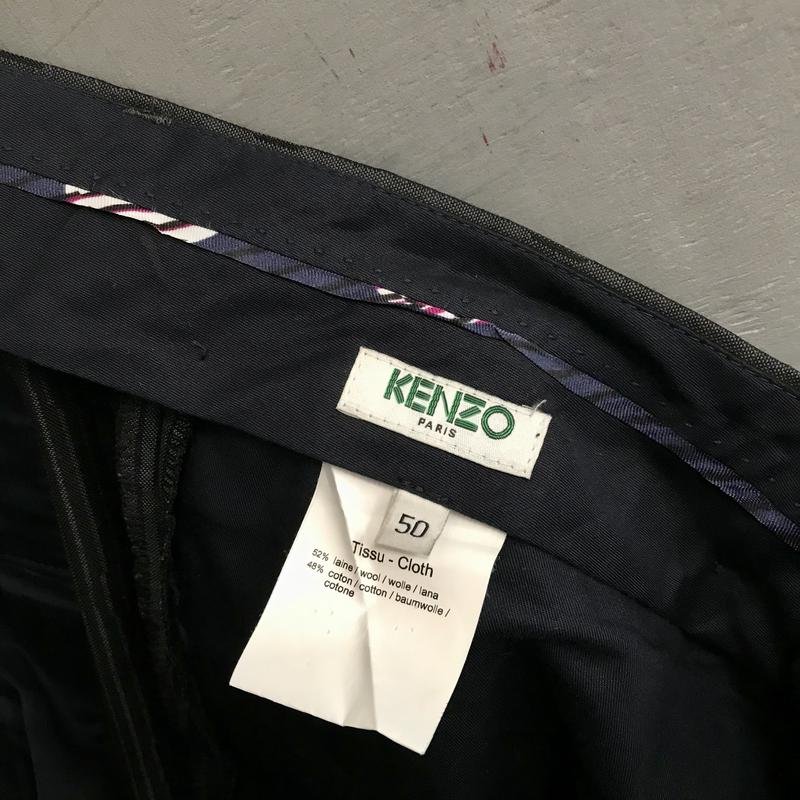 KENZO
PARIS
50
Tissu - Cloth
52% laine / wool / wolle / lana
48% coton / cotton / baumwolle /
cotone